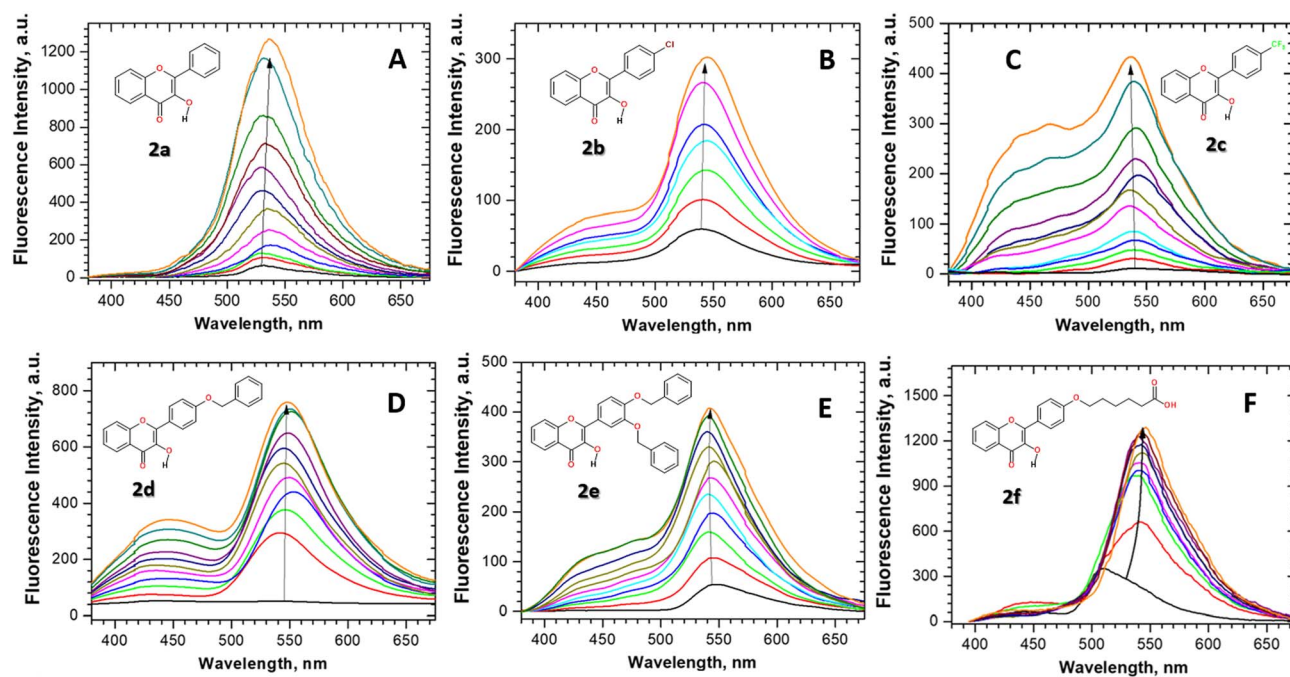 A
Fluorescence Intensity, a.u.
1200
1000
800
600
400
200
0
O
O
O
H
2a
400 450 500 550 600 650
Wavelength, nm
B
Fluorescence Intensity, a.u.
300
200
100
0
Cl
O
O
O
H
2b
400 450 500 550 600 650
Wavelength, nm
C
Fluorescence Intensity, a.u.
500
400
300
200
100
0
CF3
O
O
O
H
2c
400 450 500 550 600 650
Wavelength, nm
D
Fluorescence Intensity, a.u.
800
600
400
200
0
O
O
O
O
H
2d
400 450 500 550 600 650
Wavelength, nm
E
Fluorescence Intensity, a.u.
500
400
300
200
100
0
O
O
O
O
O
H
2e
400 450 500 550 600 650
Wavelength, nm
F
Fluorescence Intensity, a.u.
1500
1200
900
600
300
0
O
OH
O
O
O
O
H
2f
400 450 500 550 600 650
Wavelength, nm